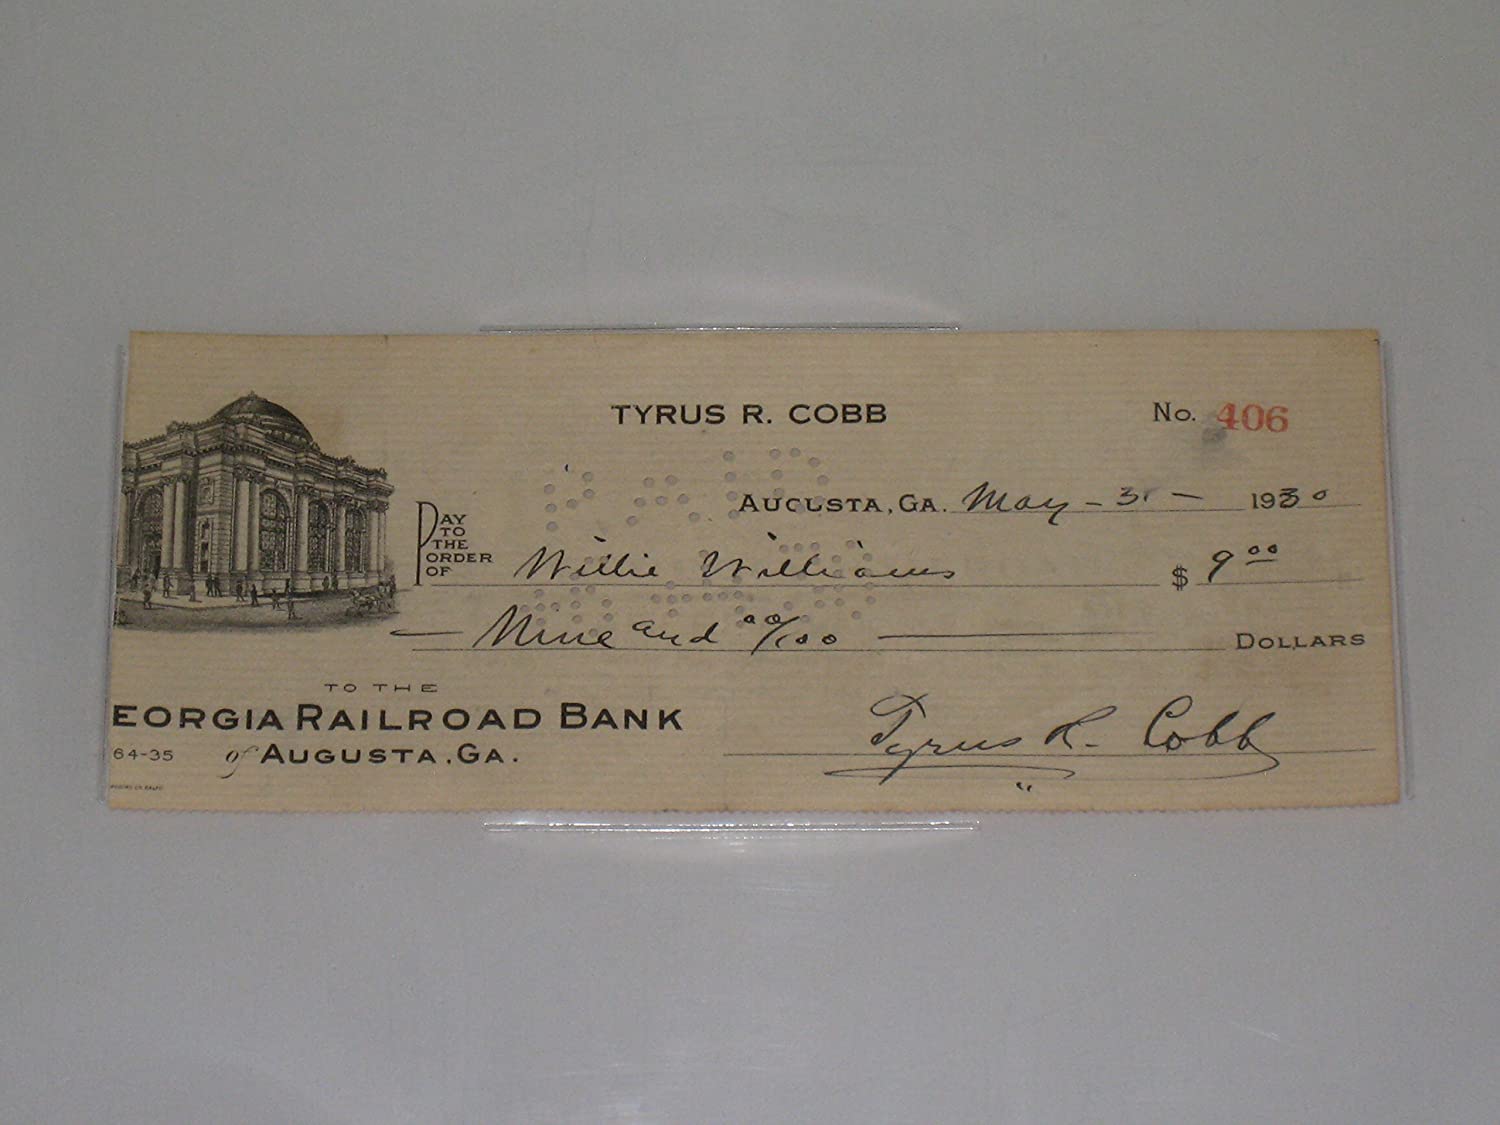 TYRUS R. COBB
No. 406
AUGUSTA, GA. May - 31 - 1930
PAY TO THE ORDER OF Willie Williams $ 9 00
Nine and 00/100 DOLLARS
TO THE
EORGIA RAILROAD BANK
64-35 of AUGUSTA, GA.
Tyrus R. Cobb